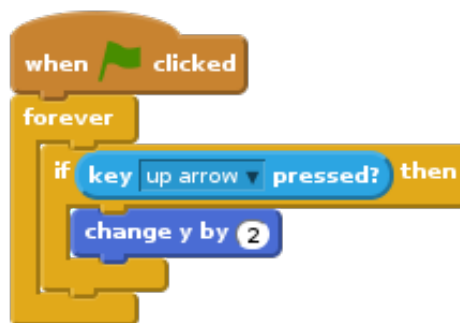 when clicked
forever
if key up arrow pressed? then
change y by 2